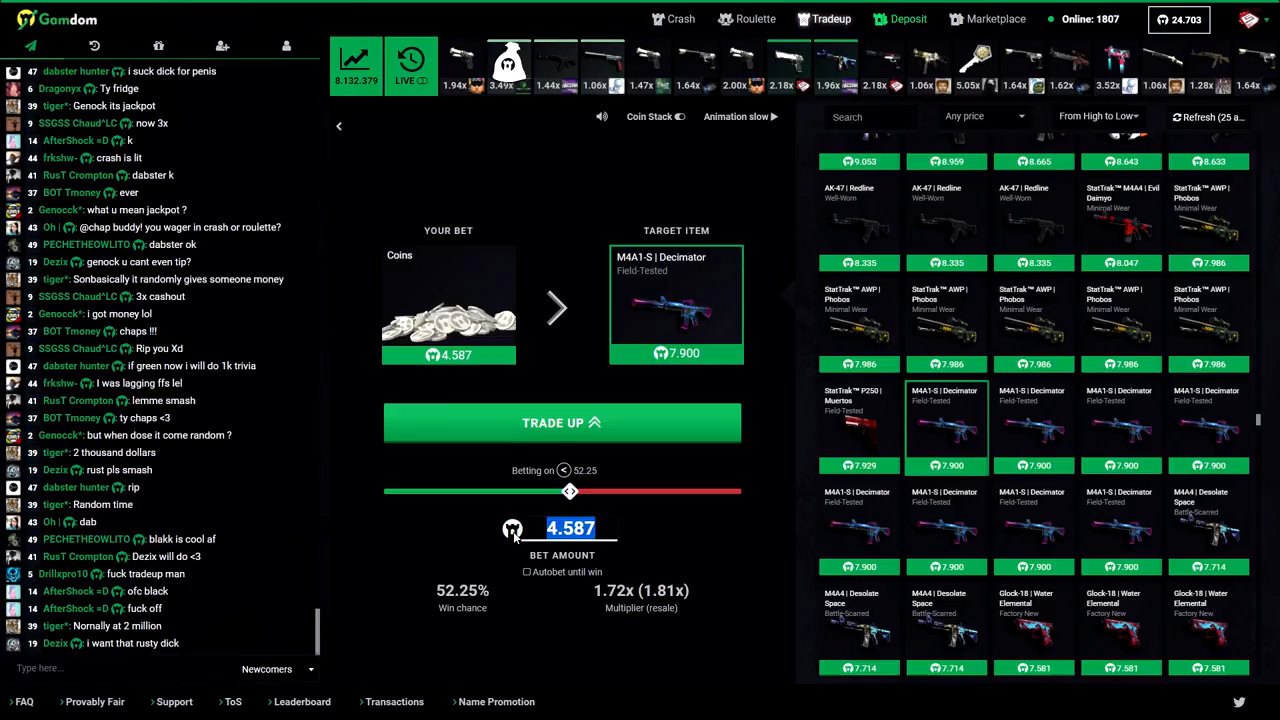 Gamdom
Crash
Roulette
Tradeup
Deposit
Marketplace
Online: 1807
24.703
8.132.379
LIVE
1.94x
3.49x
1.44x
1.06x
1.47x
1.64x
2.00x
2.18x
1.96x
2.18x
1.06x
5.05x
1.64x
1.62x
3.52x
1.06x
1.28x
1.64x
47 dabster hunter: i suck dick for penis
6 Dragonyx: Ty fridge
39 tiger*: Genock its jackpot
9 SSGSS Chaud^LC: now 3x
14 AfterShock =D: k
44 frkshw-: crash is lit
41 RusT Crompton: dabster k
37 BOT Tmoney: ever
2 Genocck*: what u mean jackpot ?
43 Oh |: @chap buddy! you wager in crash or roulette?
49 PECHETHEOWLITO: dabster ok
19 Dezix: genock u cant even tip?
39 tiger*: Sonbasically it randomly gives someone money
9 SSGSS Chaud^LC: 3x cashout
2 Genocck*: i got money lol
37 BOT Tmoney: chaps !!!
9 SSGSS Chaud^LC: Rip you Xd
47 dabster hunter: if green now i will do 1k trivia
44 frkshw-: I was lagging ffs lel
41 RusT Crompton: lemme smash
37 BOT Tmoney: ty chaps <3
2 Genocck*: but when dose it come random ?
39 tiger*: 2 thousand dollars
19 Dezix: rust pls smash
47 dabster hunter: rip
39 tiger*: Random time
43 Oh |: dab
49 PECHETHEOWLITO: blakk is cool af
41 RusT Crompton: Dezix will do <3
5 Drillxpro10: fuck tradeup man
14 AfterShock =D: ofc black
14 AfterShock =D: fuck off
39 tiger*: Nornally at 2 million
19 Dezix: i want that rusty dick
Type here...
Newcomers
Coin Stack
Animation slow
YOUR BET
TARGET ITEM
Coins
4.587
M4A1-S | Decimator
Field-Tested
7.900
TRADE UP
Betting on < 52.25
4.587
BET AMOUNT
Autobet until win
52.25%
Win chance
1.72x (1.81x)
Multiplier (resale)
Search
Any price
From High to Low
Refresh (25 a...
9.053
8.959
8.665
8.643
8.633
AK-47 | Redline
Well-Worn
8.335
AK-47 | Redline
Well-Worn
8.335
AK-47 | Redline
Well-Worn
8.335
StatTrak™ M4A4 | Evil
Daimyo
Minimal Wear
8.047
StatTrak™ AWP |
Phobos
Minimal Wear
7.986
StatTrak™ AWP |
Phobos
Minimal Wear
7.986
StatTrak™ AWP |
Phobos
Minimal Wear
7.986
StatTrak™ AWP |
Phobos
Minimal Wear
7.986
StatTrak™ AWP |
Phobos
Minimal Wear
7.986
StatTrak™ AWP |
Phobos
Minimal Wear
7.986
StatTrak™ P250 |
Muertos
Field-Tested
7.929
M4A1-S | Decimator
Field-Tested
7.900
M4A1-S | Decimator
Field-Tested
7.900
M4A1-S | Decimator
Field-Tested
7.900
M4A1-S | Decimator
Field-Tested
7.900
M4A1-S | Decimator
Field-Tested
7.900
M4A1-S | Decimator
Field-Tested
7.900
M4A1-S | Decimator
Field-Tested
7.900
M4A1-S | Decimator
Field-Tested
7.900
M4A4 | Desolate
Space
Battle-Scarred
7.714
M4A4 | Desolate
Space
Battle-Scarred
7.714
M4A4 | Desolate
Space
Battle-Scarred
7.714
Glock-18 | Water
Elemental
Factory New
7.581
Glock-18 | Water
Elemental
Factory New
7.581
Glock-18 | Water
Elemental
Factory New
7.581
FAQ
Provably Fair
Support
ToS
Leaderboard
Transactions
Name Promotion